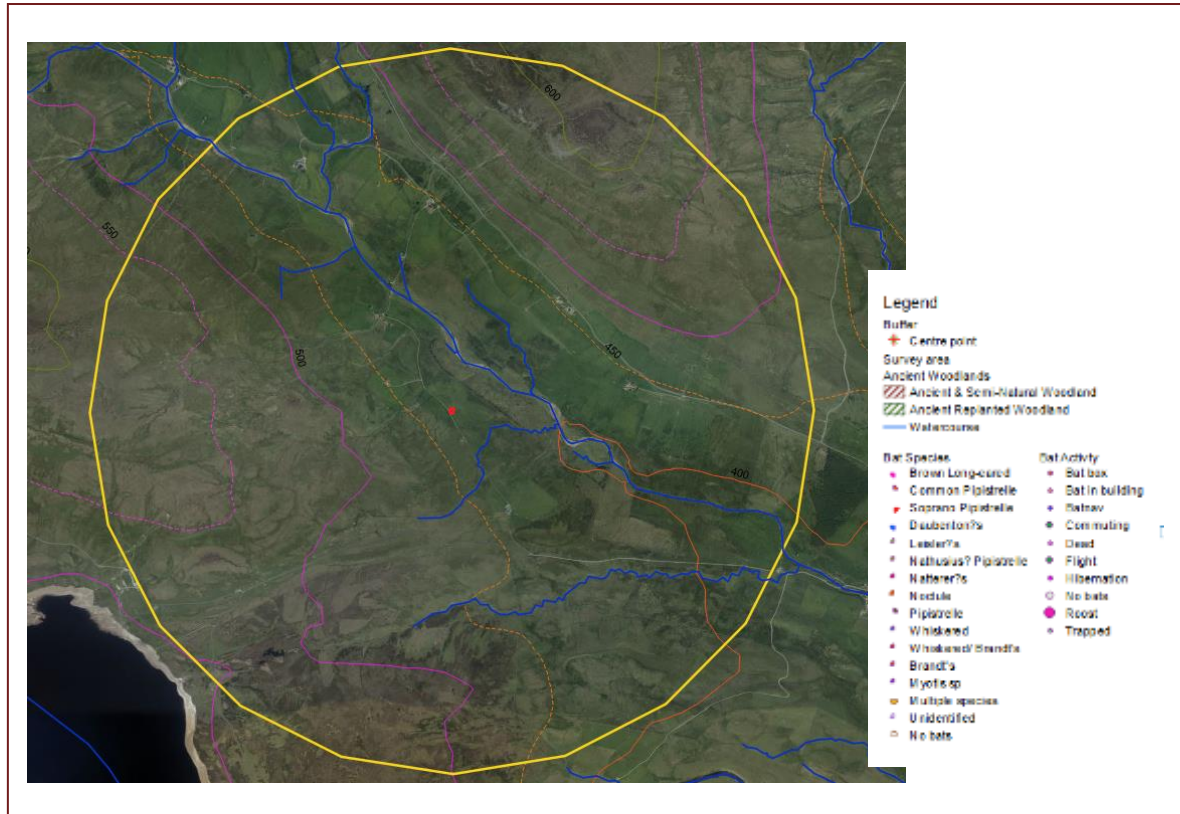 600
550
500
450
400
Legend
Buffer
Centre point
Survey area
Ancient Woodlands
Ancient & Semi-Natural Woodland
Ancient Replanted Woodland
Watercourse
Bat Species
Brown Long-eared
Common Pipistrelle
Soprano Pipistrelle
Daubenton?s
Leisler?s
Nathusius? Pipistrelle
Natterer?s
Noctule
Pipistrelle
Whiskered
Whiskered/ Brandt's
Brandt's
Myotis sp
Multiple species
Unidentified
No bats
Bat Activity
Bat box
Bat in building
Batnav
Commuting
Dead
Flight
Hibernation
No bats
Roost
Trapped